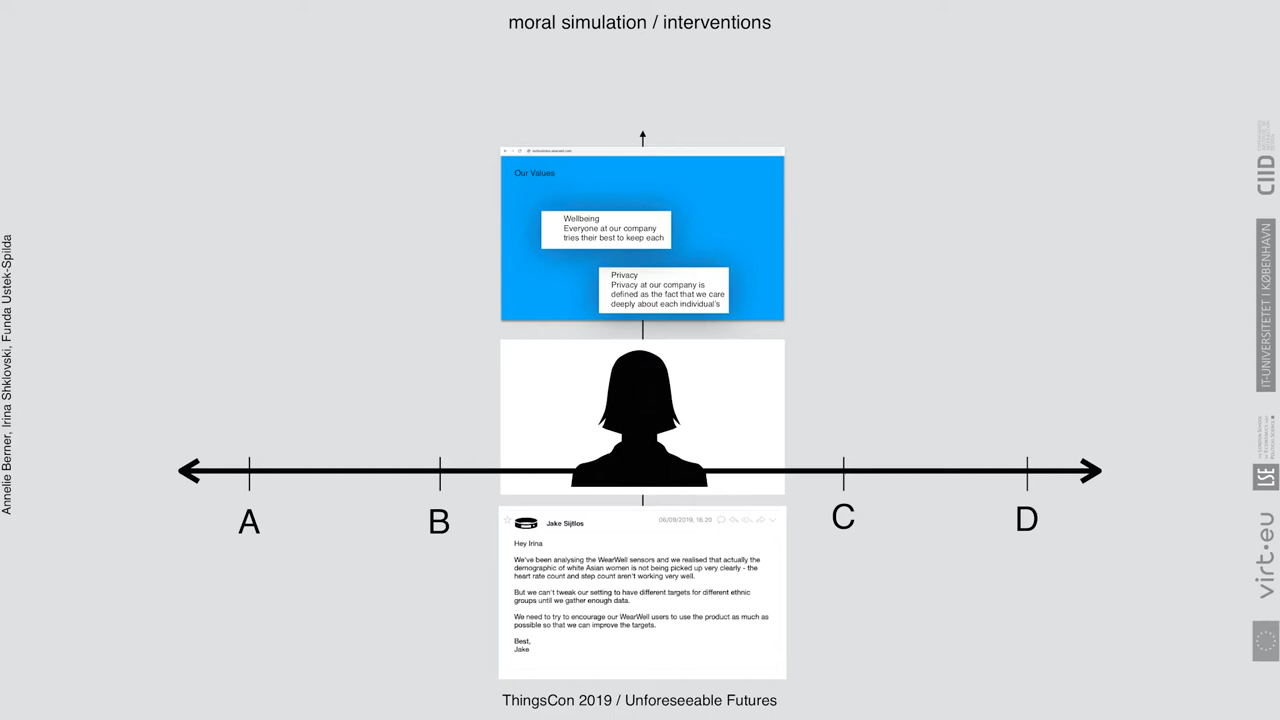 moral simulation / interventions
Our Values
Wellbeing
Everyone at our company
tries their best to keep each
Privacy
Privacy at our company is
defined as the fact that we care
deeply about each individual's
A
B
C
D
Jake Sijtlos
06/09/2019, 16.20
Hey Irina
We've been analysing the WearWell sensors and we realised that actually the
demographic of white Asian women is not being picked up very clearly - the
heart rate count and step count aren't working very well.
But we can't tweak our setting to have different targets for different ethnic
groups until we gather enough data.
We need to try to encourage our WearWell users to use the product as much as
possible so that we can improve the targets.
Best,
Jake
ThingsCon 2019 / Unforeseeable Futures
Annelie Berner, Irina Shklovski, Funda Ustek-Spilda
CIID
IT-UNIVERSITETET I KØBENHAVN
LSE
virt·eu